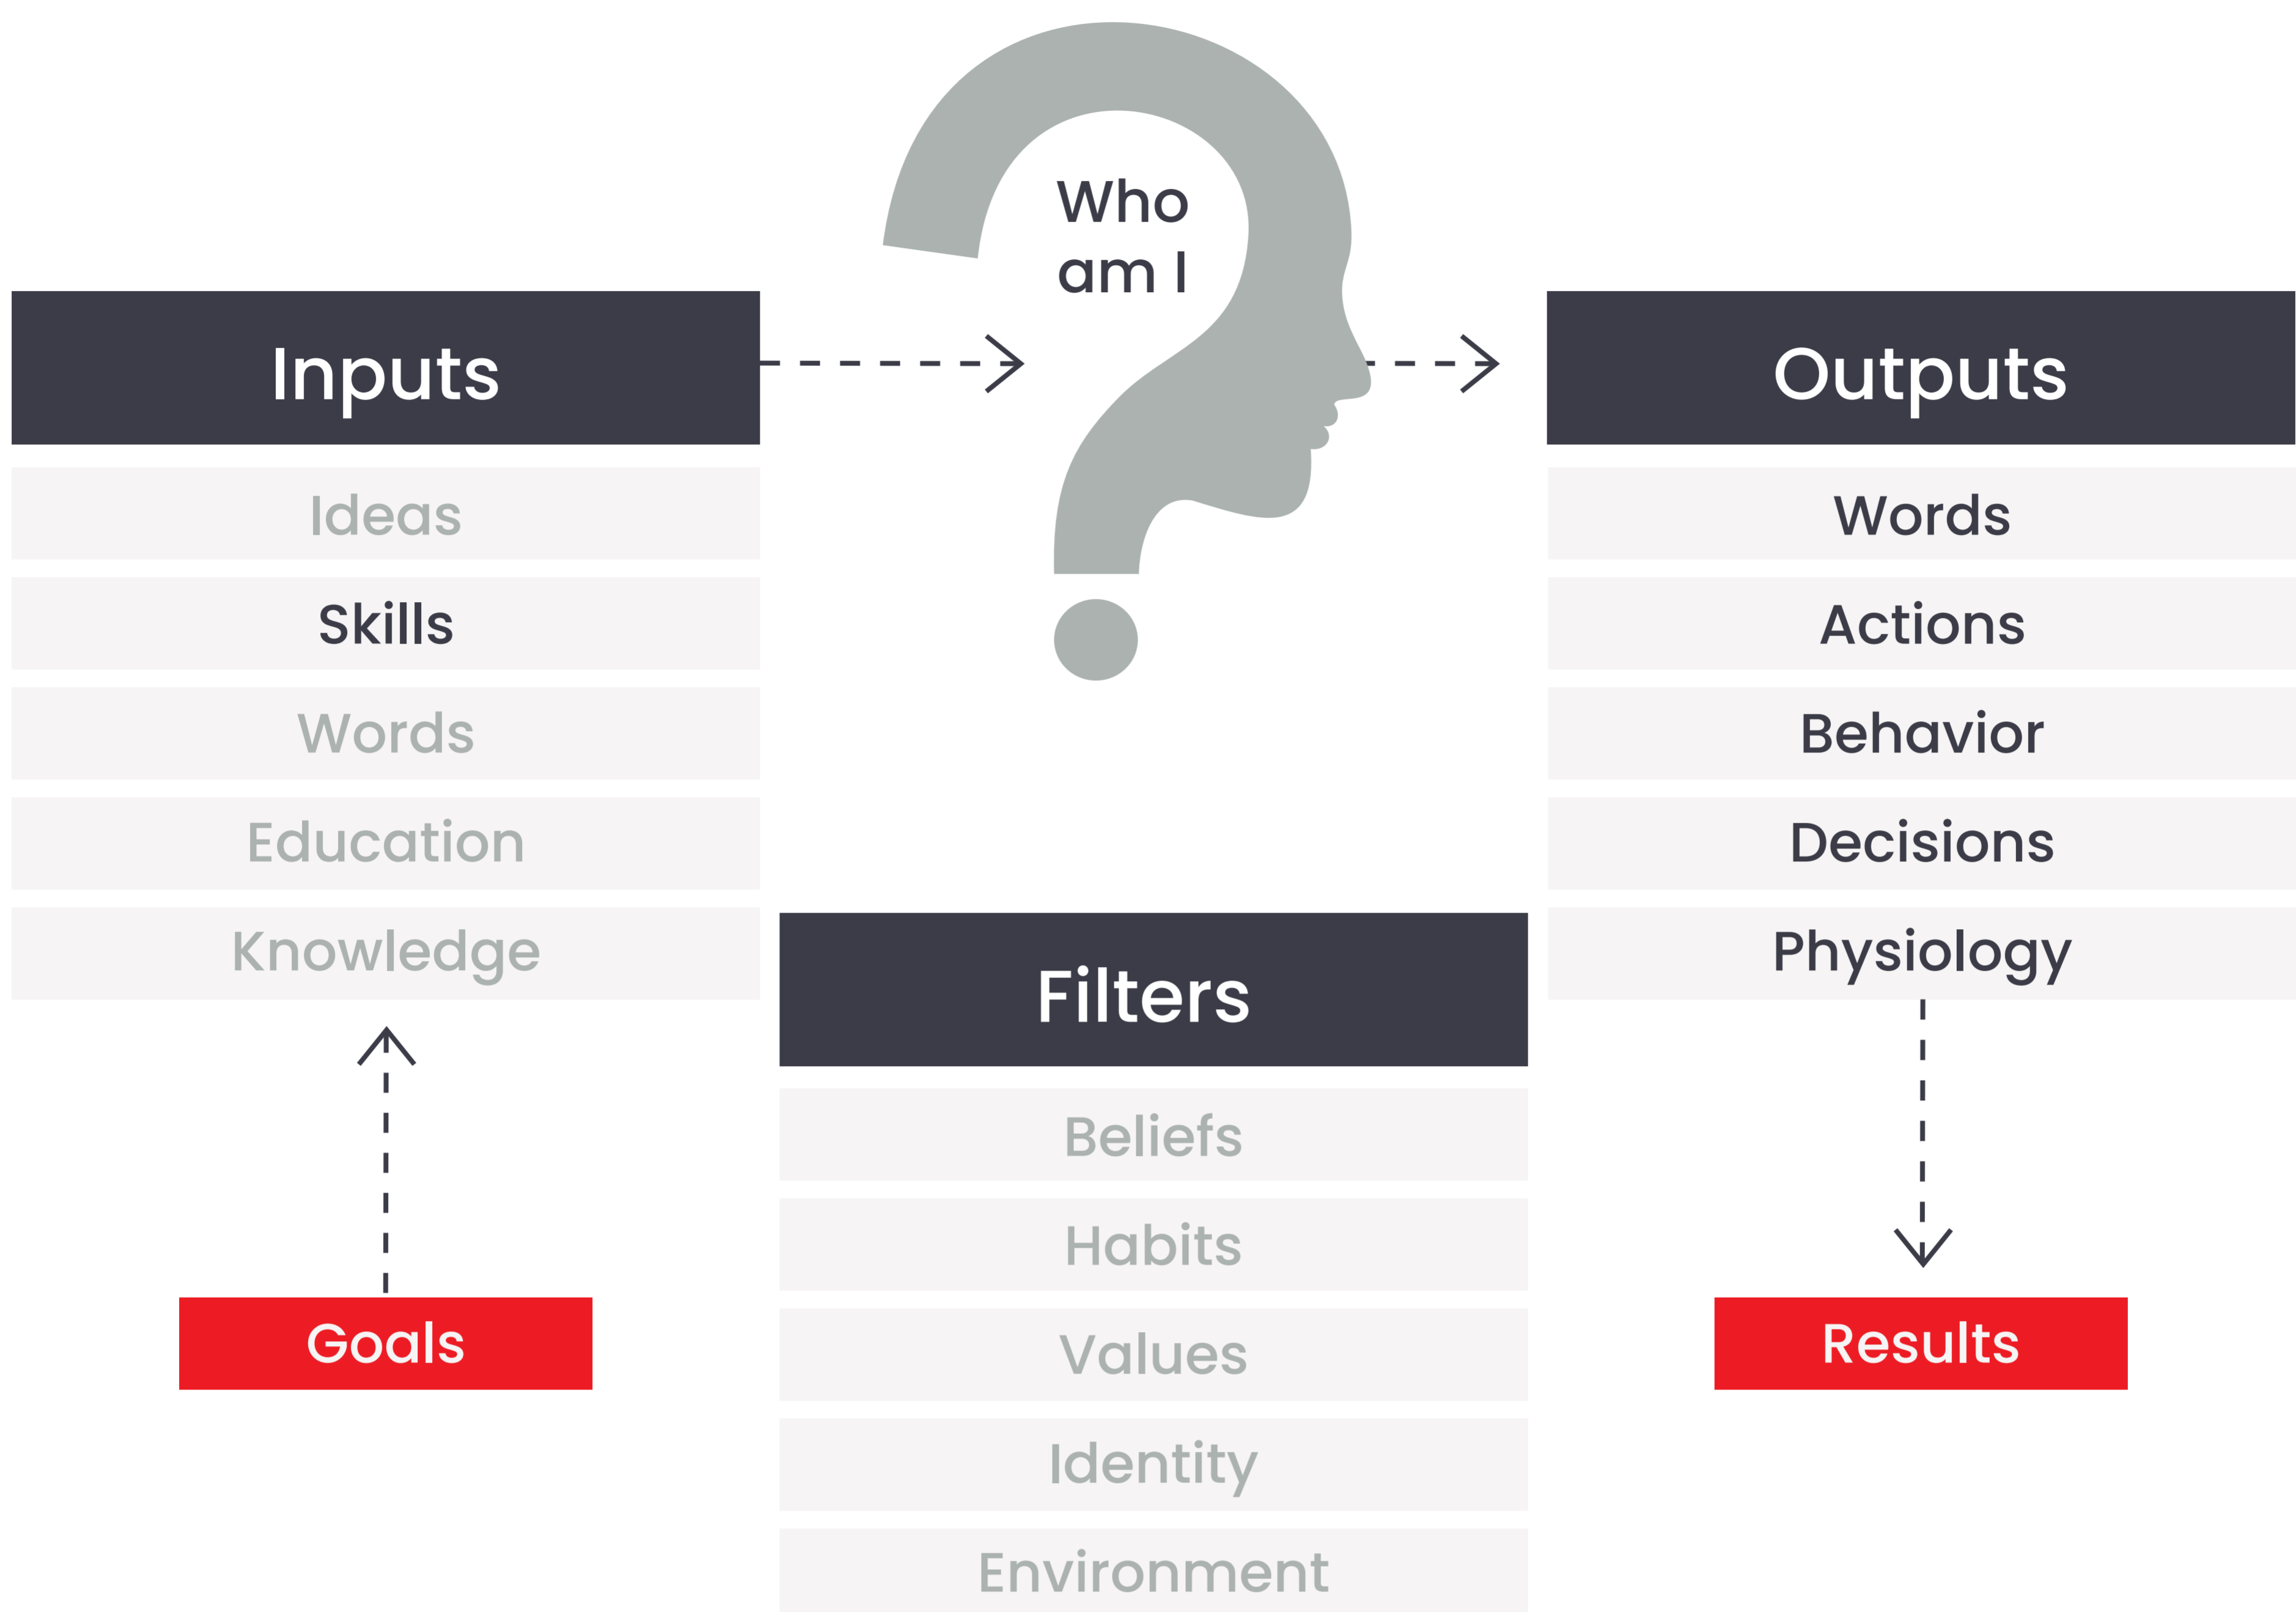 Who
am I
Inputs
Ideas
Skills
Words
Education
Knowledge
Goals
Filters
Beliefs
Habits
Values
Identity
Environment
Outputs
Words
Actions
Behavior
Decisions
Physiology
Results